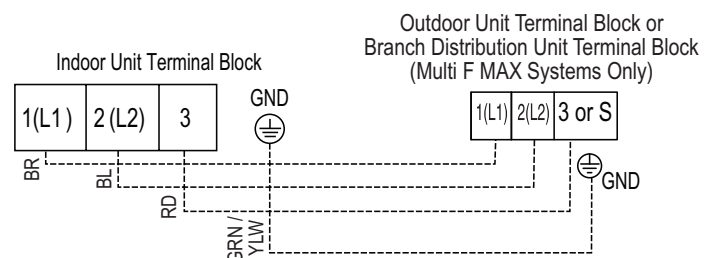 Outdoor Unit Terminal Block or
Branch Distribution Unit Terminal Block
(Multi F MAX Systems Only)
Indoor Unit Terminal Block
1(L1 ) 2 (L2) 3
GND
1(L1) 2(L2) 3 or S
GND
BR
BL
RD
GRN /
YLW